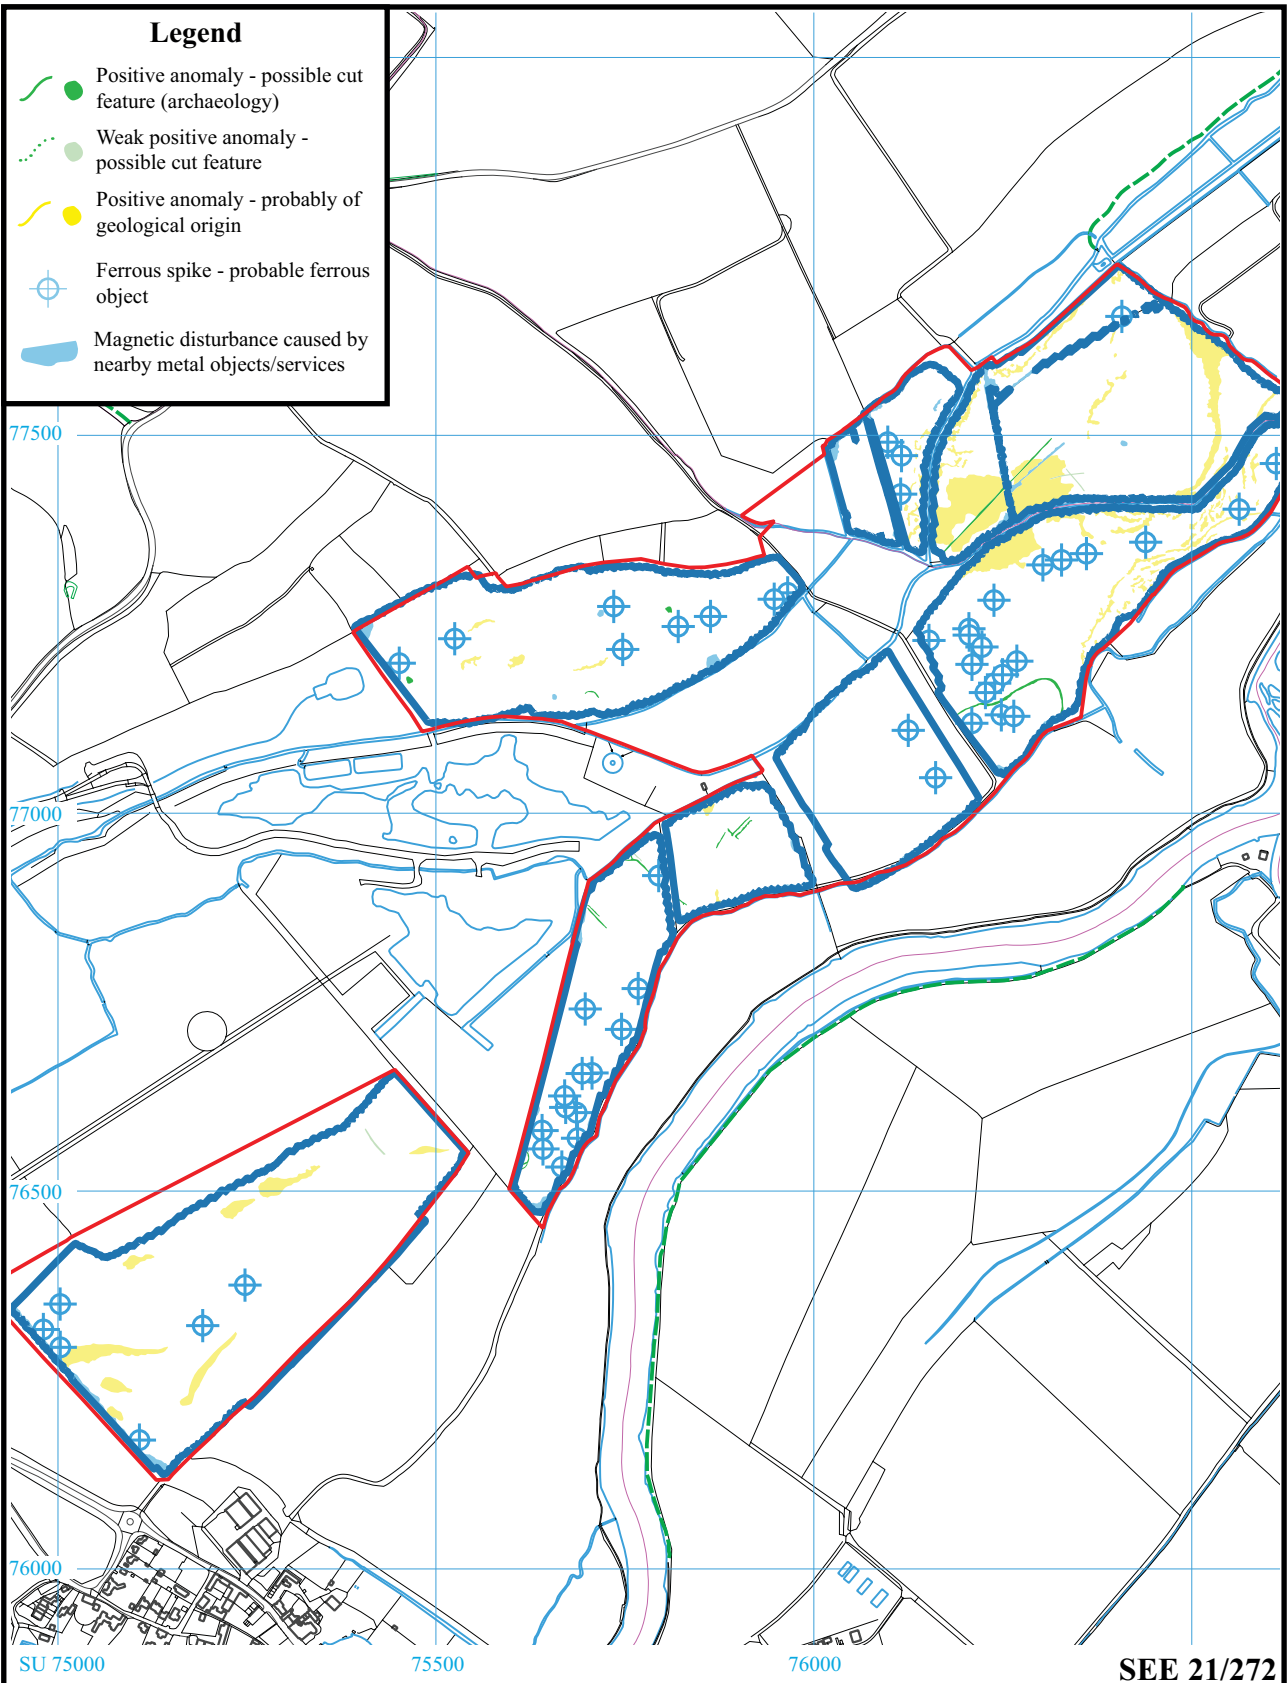 Legend
Positive anomaly - possible cut
feature (archaeology)
Weak positive anomaly -
possible cut feature
Positive anomaly - probably of
geological origin
Ferrous spike - probable ferrous
object
Magnetic disturbance caused by
nearby metal objects/services
77500
77000
76500
76000
SU 75000
75500
76000
SEE 21/272